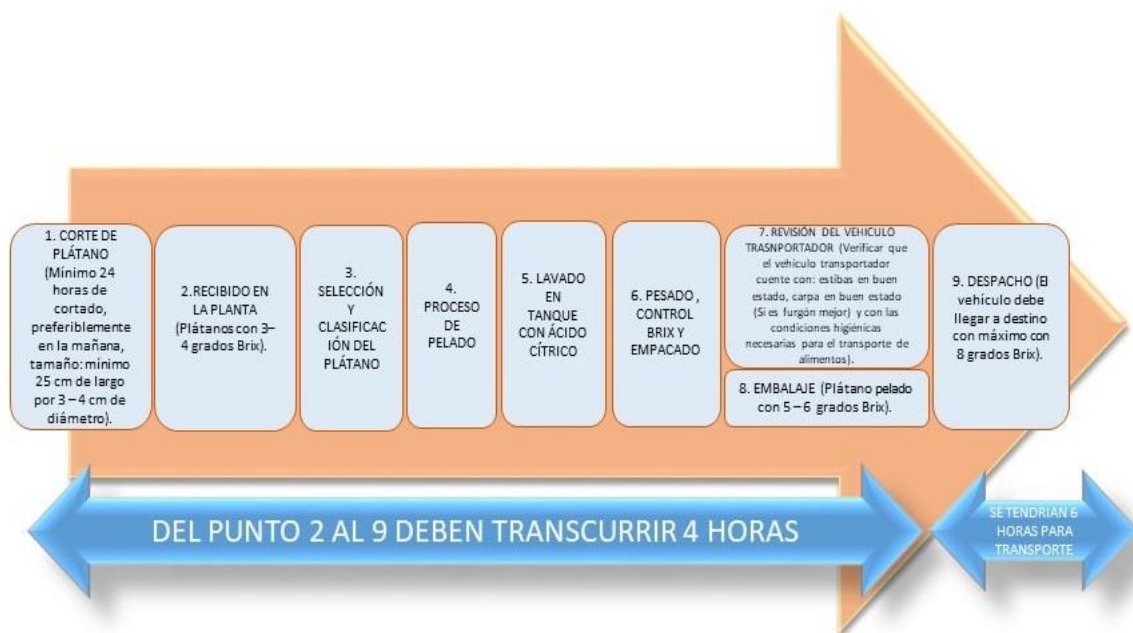 1. CORTE DE
PLÁTANO
(Mínimo 24
horas de
cortado,
preferiblemente
en la mañana,
tamaño: minimo
25 cm de largo
por 3 – 4 cm de
diámetro).
2.RECIBIDO EN
LA PLANTA
(Plátanos con 3–
4 grados Brix).
3.
SELECCIÓN
Y
CLASIFICAC
IÓN DEL
PLÁTANO
4.
PROCESO
DE
PELADO
5. LAVADO
EN
TANQUE
CON ÁCIDO
CÍTRICO
6. PESADO ,
CONTROL
BRIX Y
EMPACADO
7. REVISIÓN DEL VEHICULO
TRASNPORTADOR (Verificar que
el vehículo transportador
cuente con: estibas en buen
estado, carpa en buen estado
(Si es furgón mejor) y con las
condiciones higiénicas
necesarias para el transporte de
alimentos).
8. EMBALAJE (Plátano pelado
con 5 – 6 grados Brix).
9. DESPACHO (El
vehículo debe
llegar a destino
con máximo con
8 grados Brix).
DEL PUNTO 2 AL 9 DEBEN TRANSCURRIR 4 HORAS
SE TENDRIAN 6
HORAS PARA
TRANSPORTE